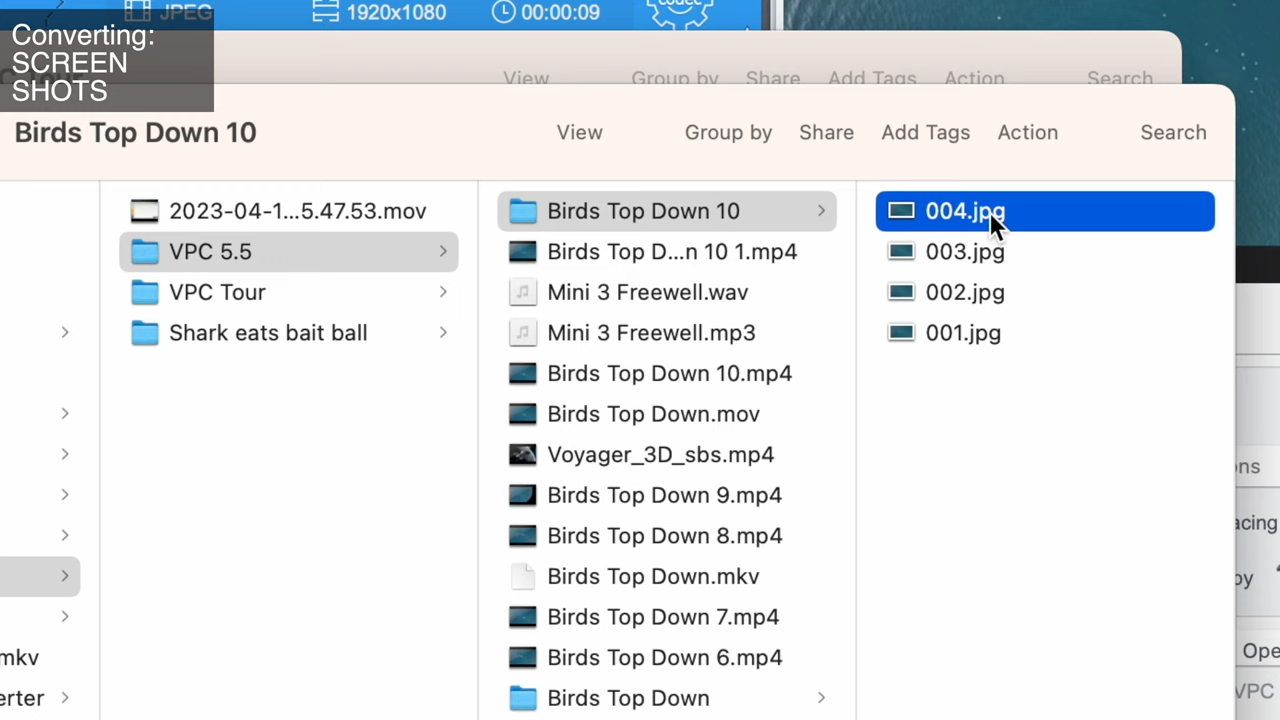 JPEG 1920x1080 00:00:09
codec
Converting:
SCREEN
SHOTS
View Group by Share Add Tags Action Search
Birds Top Down 10 View Group by Share Add Tags Action Search
2023-04-1...5.47.53.mov
VPC 5.5
VPC Tour
Shark eats bait ball
mkv
erter
Birds Top Down 10
Birds Top D...n 10 1.mp4
Mini 3 Freewell.wav
Mini 3 Freewell.mp3
Birds Top Down 10.mp4
Birds Top Down.mov
Voyager_3D_sbs.mp4
Birds Top Down 9.mp4
Birds Top Down 8.mp4
Birds Top Down.mkv
Birds Top Down 7.mp4
Birds Top Down 6.mp4
Birds Top Down
004.jpg
003.jpg
002.jpg
001.jpg
ons
acing
by
Ope
VPC